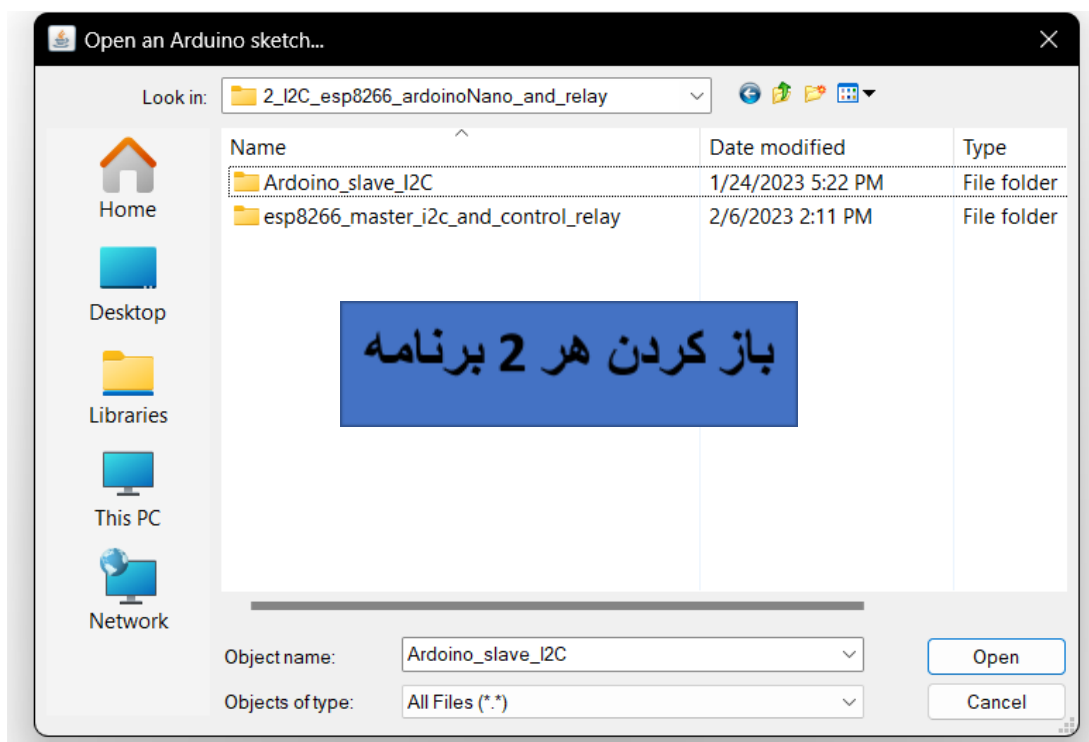 Open an Arduino sketch...
Look in: 2_I2C_esp8266_ardoinoNano_and_relay
Name Date modified Type
Ardoino_slave_I2C 1/24/2023 5:22 PM File folder
esp8266_master_i2c_and_control_relay 2/6/2023 2:11 PM File folder
Home
Desktop
Libraries
This PC
Network
باز کردن هر 2 برنامه
Object name: Ardoino_slave_I2C Open
Objects of type: All Files (*.*) Cancel